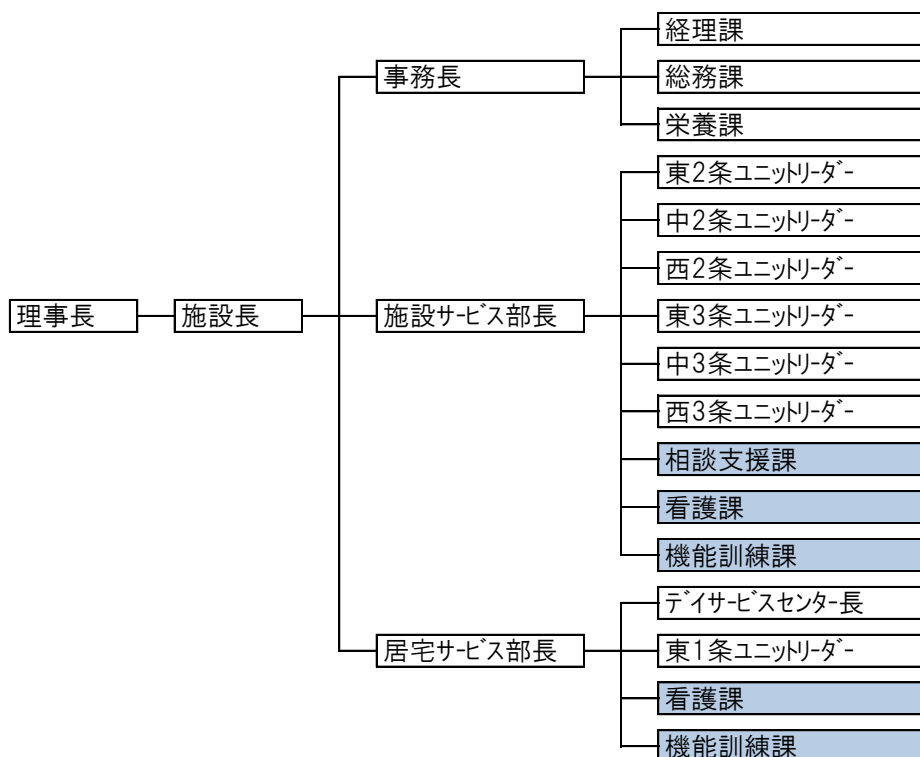 経理課
事務長
総務課
栄養課
東2条ユニットリーダー
中2条ユニットリーダー
西2条ユニットリーダー
理事長
施設長
施設サービス部長
東3条ユニットリーダー
中3条ユニットリーダー
西3条ユニットリーダー
相談支援課
看護課
機能訓練課
デイサービスセンター長
居宅サービス部長
東1条ユニットリーダー
看護課
機能訓練課